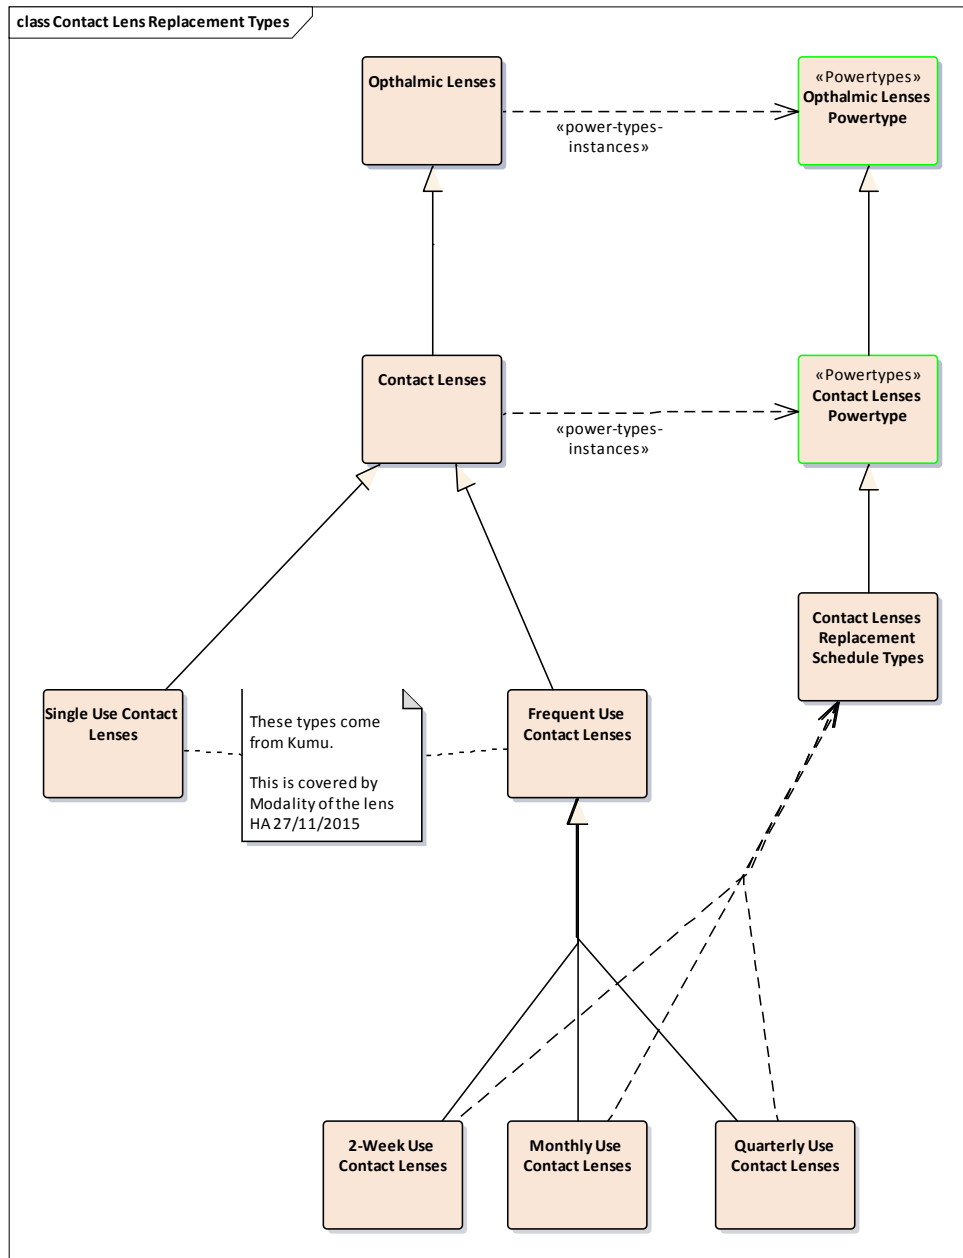 class Contact Lens Replacement Types
Opthalmic Lenses
«Powertypes»
Opthalmic Lenses
Powertype
«power-types-
instances»
Contact Lenses
«Powertypes»
Contact Lenses
Powertype
«power-types-
instances»
Contact Lenses
Replacement
Schedule Types
Single Use Contact
Lenses
These types come
from Kumu.
This is covered by
Modality of the lens
HA 27/11/2015
Frequent Use
Contact Lenses
2-Week Use
Contact Lenses
Monthly Use
Contact Lenses
Quarterly Use
Contact Lenses